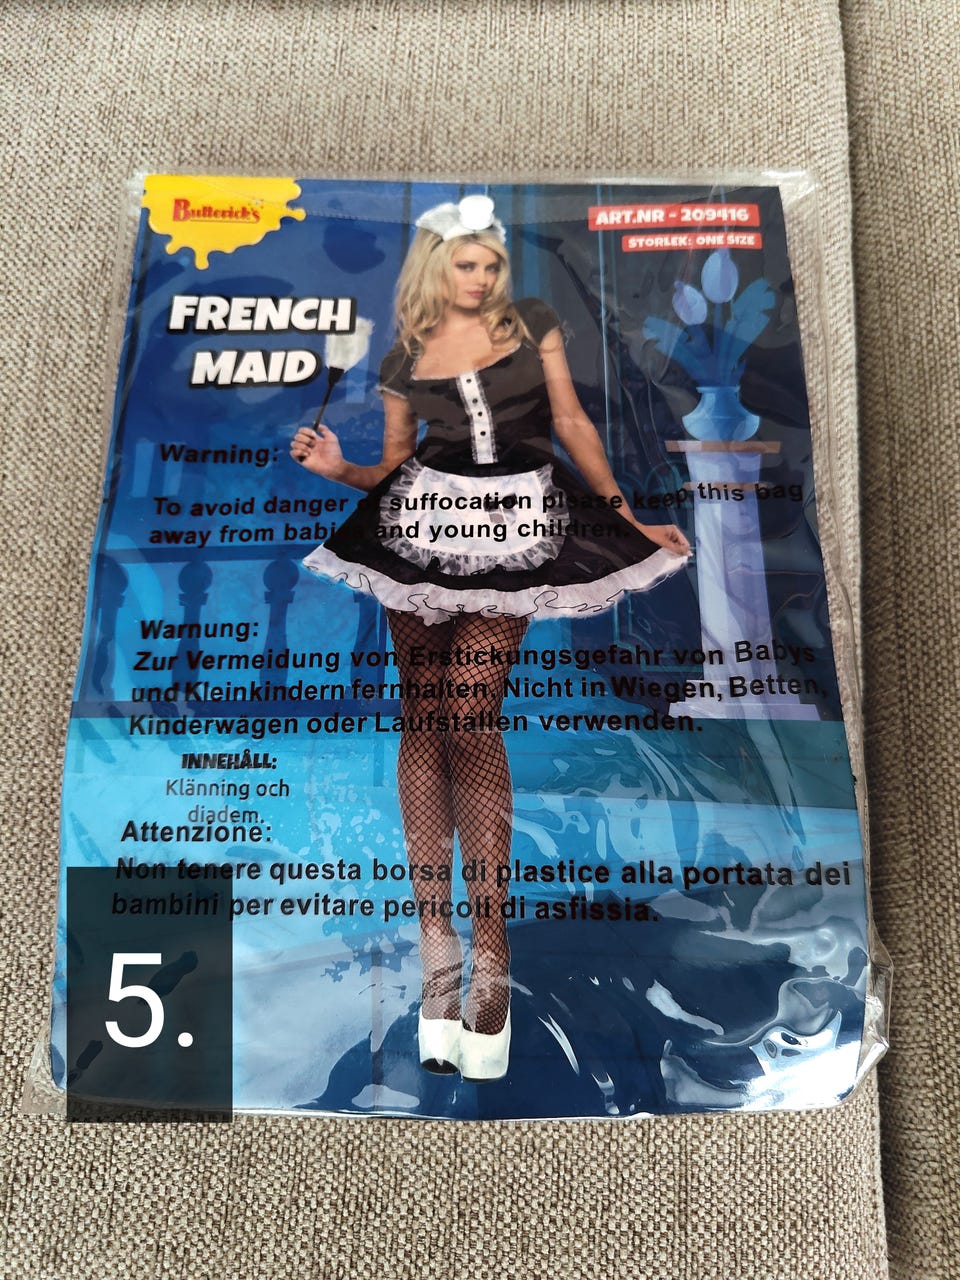 Butterick's
ART.NR - 209416
STORLEK: ONE SIZE
FRENCH
MAID
Warning:
To avoid danger of suffocation please keep this bag
away from babies and young children.
Warnung:
Zur Vermeidung von Erstickungsgefahr von Babys
und Kleinkindern fernhalten. Nicht in Wiegen, Betten,
Kinderwägen oder Laufställen verwenden.
INNEHÅLL:
Klänning och
diadem.
Attenzione:
Non tenere questa borsa di plastice alla portata dei
bambini per evitare pericoli di asfissia.
5.